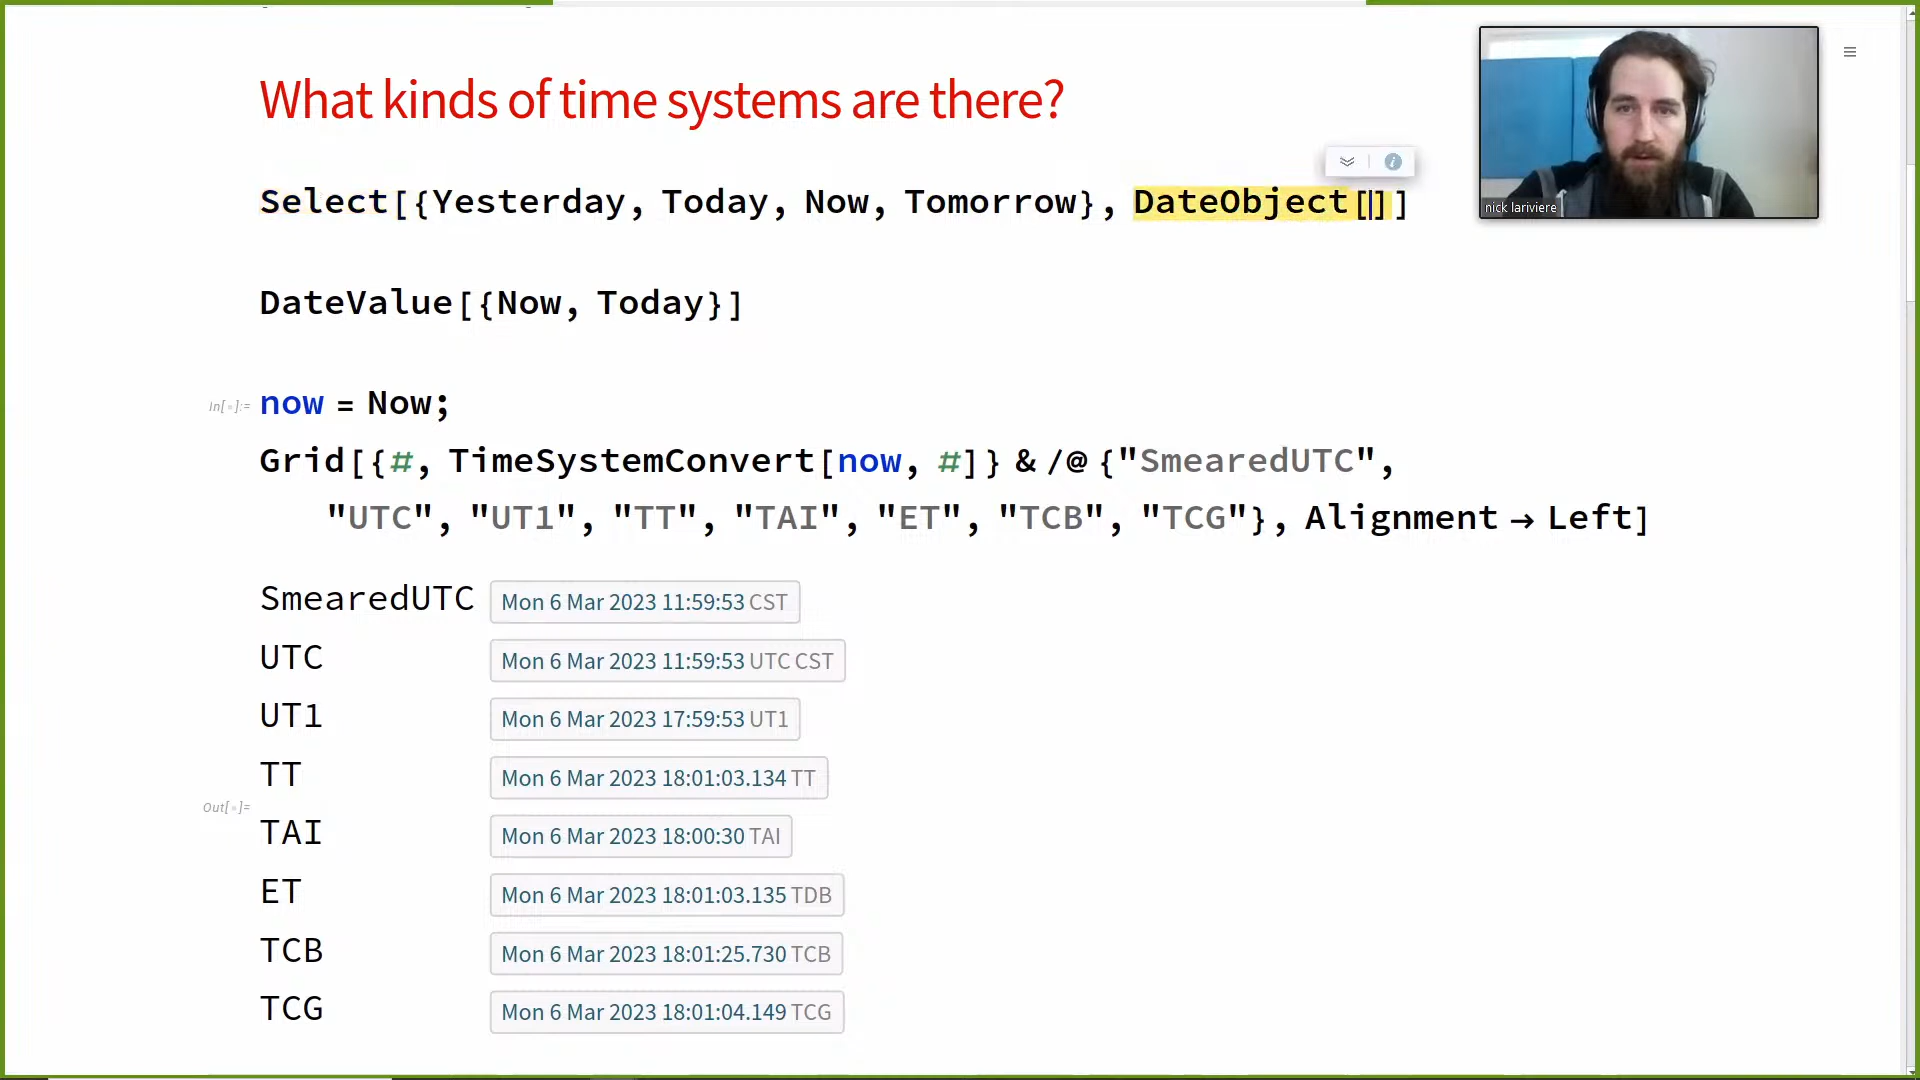 What kinds of time systems are there?
Select[{Yesterday, Today, Now, Tomorrow}, DateObject[]]
nick lariviere
DateValue[{Now, Today}]
In[◦]:= now = Now;
Grid[{#, TimeSystemConvert[now, #]} & /@ {"SmearedUTC",
"UTC", "UT1", "TT", "TAI", "ET", "TCB", "TCG"}, Alignment → Left]
SmearedUTC Mon 6 Mar 2023 11:59:53 CST
UTC Mon 6 Mar 2023 11:59:53 UTC CST
UT1 Mon 6 Mar 2023 17:59:53 UT1
TT Mon 6 Mar 2023 18:01:03.134 TT
Out[◦]=
TAI Mon 6 Mar 2023 18:00:30 TAI
ET Mon 6 Mar 2023 18:01:03.135 TDB
TCB Mon 6 Mar 2023 18:01:25.730 TCB
TCG Mon 6 Mar 2023 18:01:04.149 TCG